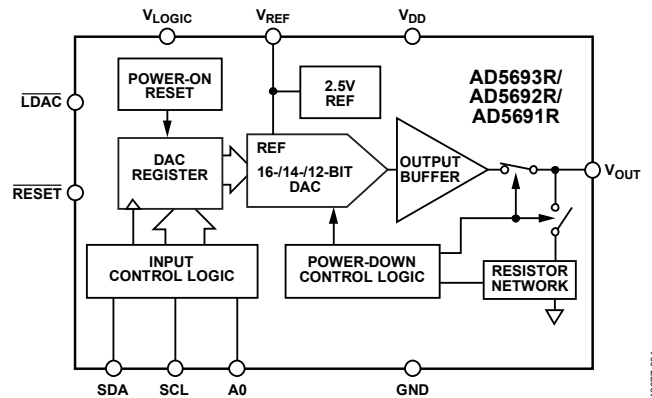 VLOGIC
VREF
VDD
POWER-ON
RESET
2.5V
REF
AD5693R/
AD5692R/
AD5691R
LDAC
REF
DAC
REGISTER
16-/14-/12-BIT
DAC
OUTPUT
BUFFER
VOUT
RESET
INPUT
CONTROL LOGIC
POWER-DOWN
CONTROL LOGIC
RESISTOR
NETWORK
SDA
SCL
A0
GND